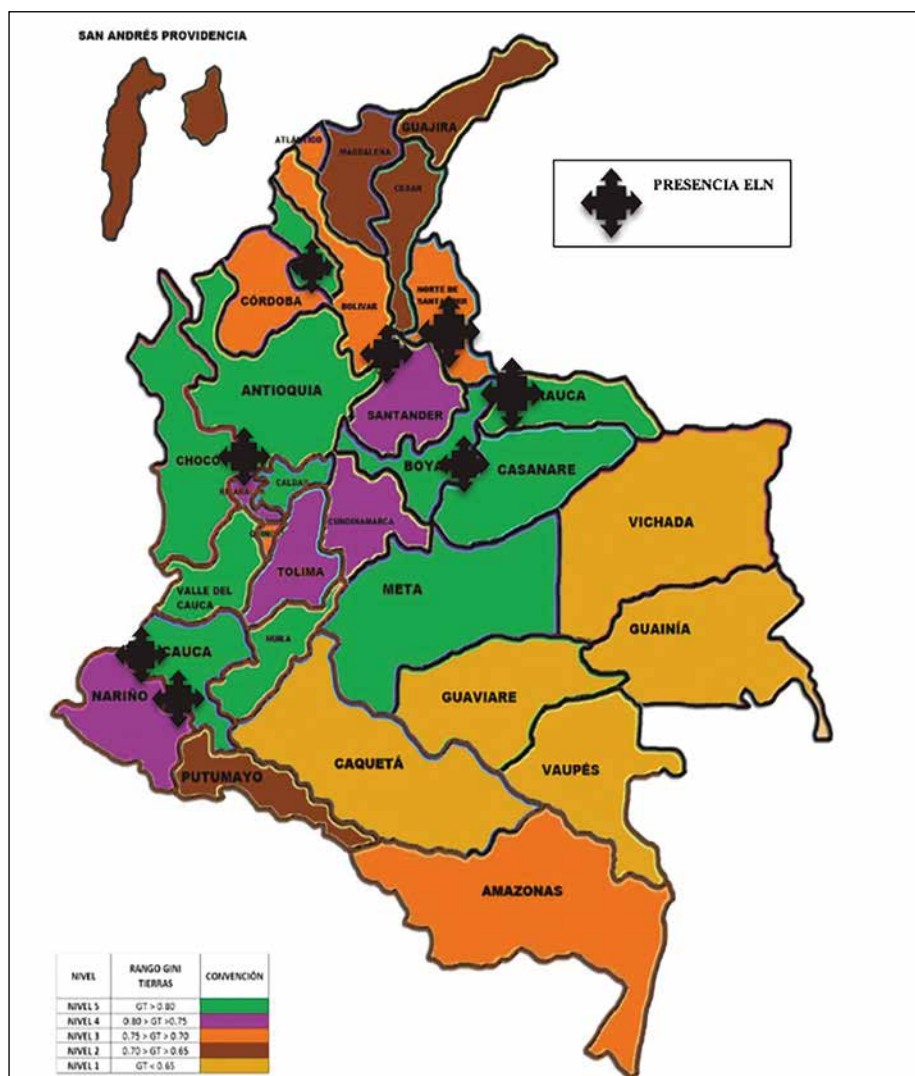 SAN ANDRÉS PROVIDENCIA
GUAJIRA
ATLÁNTICO
MAGDALENA
CESAR
PRESENCIA ELN
NORTE DE
SANTANDER
CÓRDOBA
BOLIVAR
ANTIOQUIA
SANTANDER
RAUCA
CHOCÓ
BOYA
CASANARE
CALDAS
CUNDINAMARCA
VICHADA
TOLIMA
META
VALLE DEL
CAUCA
GUAINÍA
HUILA
CAUCA
NARIÑO
GUAVIARE
CAQUETÁ
VAUPÉS
PUTUMAYO
AMAZONAS
NIVEL RANGO GINI TIERRAS CONVENCIÓN
NIVEL 5 GT > 0.80
NIVEL 4 0.80 > GT >0.75
NIVEL 3 0.75 > GT > 0.70
NIVEL 2 0.70 > GT > 0.65
NIVEL 1 GT < 0.65